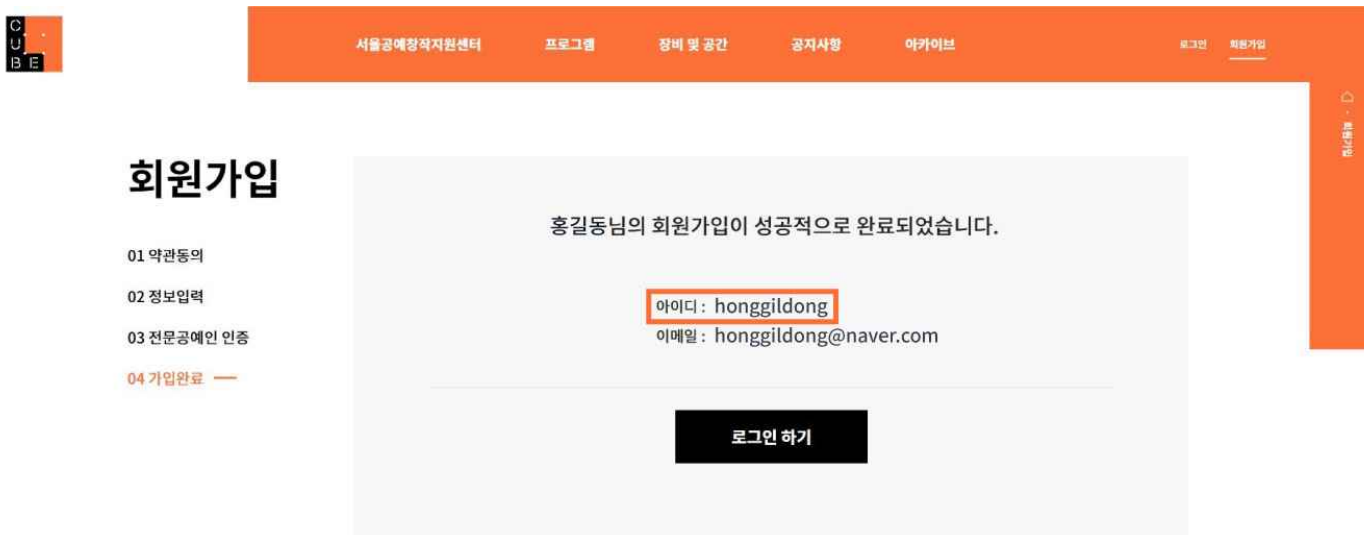 CUBE
서울공예창작지원센터 프로그램 장비 및 공간 공지사항 아카이브 로그인 회원가입
회원가입
회원가입
01 약관동의
02 정보입력
03 전문공예인 인증
04 가입완료
홍길동님의 회원가입이 성공적으로 완료되었습니다.
아이디 : honggildong
이메일 : honggildong@naver.com
로그인 하기